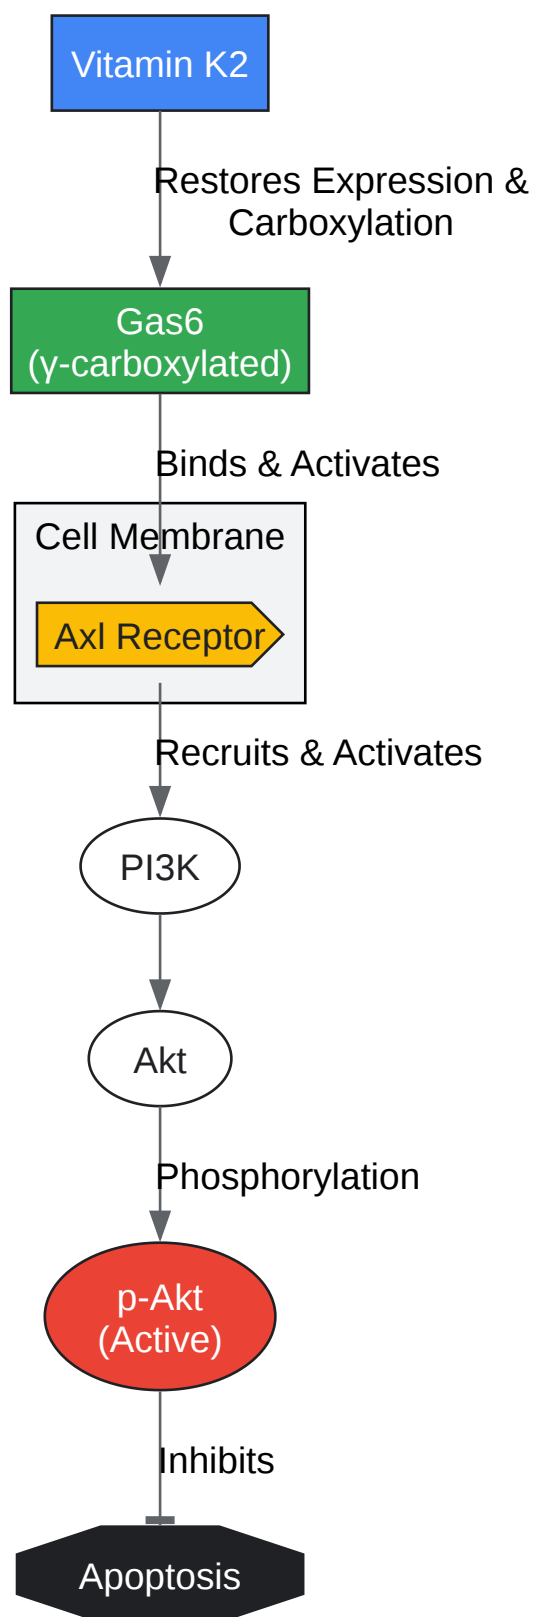 Vitamin K2
Restores Expression &
Carboxylation
Gas6
(γ-carboxylated)
Binds & Activates
Cell Membrane
Axl Receptor
Recruits & Activates
PI3K
Akt
Phosphorylation
p-Akt
(Active)
Inhibits
Apoptosis